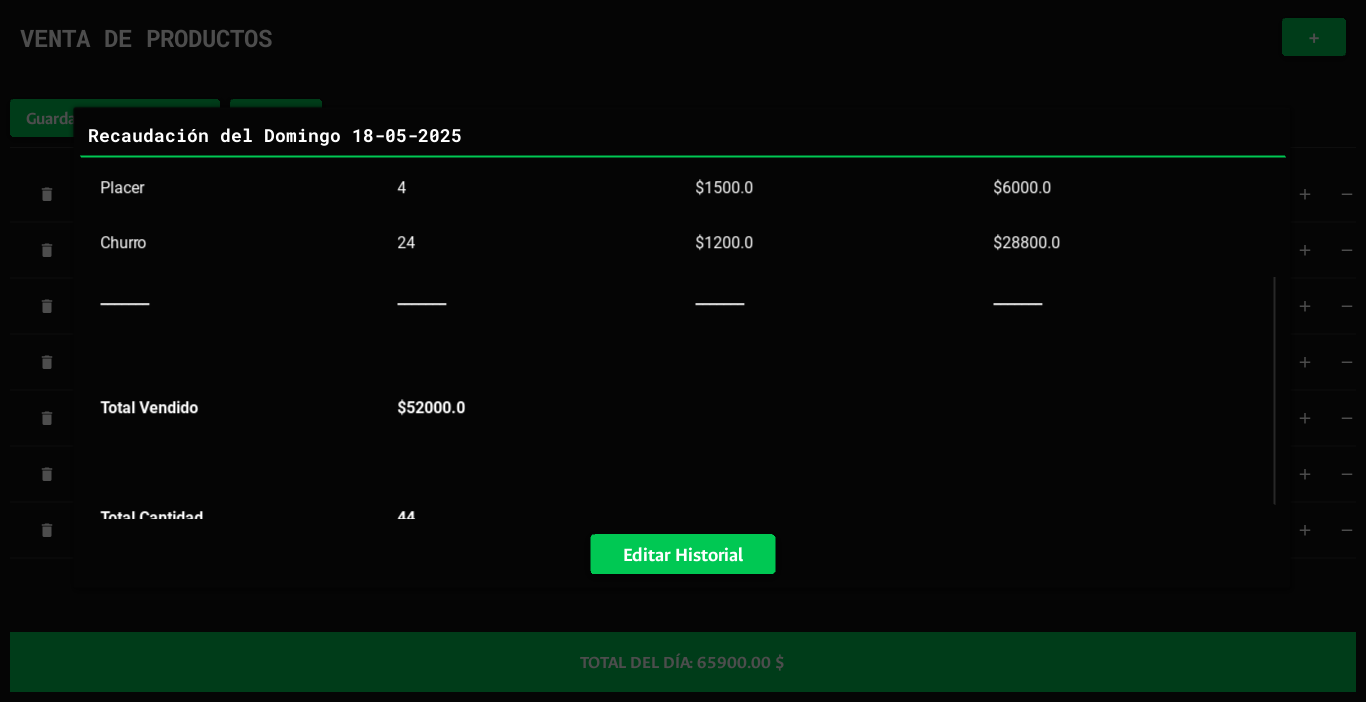 VENTA DE PRODUCTOS
+
Guarda
Recaudación del Domingo 18-05-2025
Placer 4 $1500.0 $6000.0
Churro 24 $1200.0 $28800.0
Total Vendido $52000.0
Total Cantidad 44
Editar Historial
TOTAL DEL DÍA: 65900.00 $